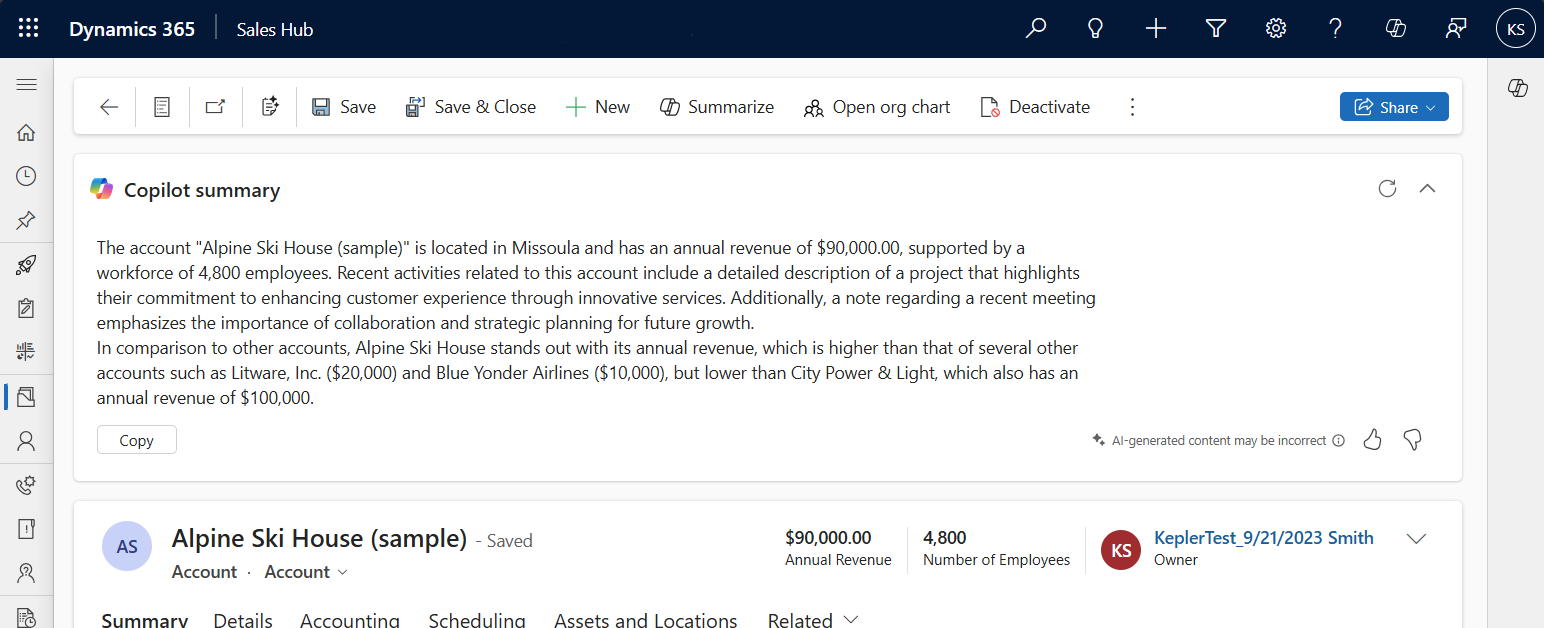 Dynamics 365 Sales Hub KS
Save Save & Close New Summarize Open org chart Deactivate Share
Copilot summary
The account "Alpine Ski House (sample)" is located in Missoula and has an annual revenue of $90,000.00, supported by a
workforce of 4,800 employees. Recent activities related to this account include a detailed description of a project that highlights
their commitment to enhancing customer experience through innovative services. Additionally, a note regarding a recent meeting
emphasizes the importance of collaboration and strategic planning for future growth.
In comparison to other accounts, Alpine Ski House stands out with its annual revenue, which is higher than that of several other
accounts such as Litware, Inc. ($20,000) and Blue Yonder Airlines ($10,000), but lower than City Power & Light, which also has an
annual revenue of $100,000.
Copy AI-generated content may be incorrect
AS Alpine Ski House (sample) - Saved $90,000.00 4,800 KS KeplerTest_9/21/2023 Smith
Account · Account Annual Revenue Number of Employees Owner
Summary Details Accounting Scheduling Assets and Locations Related